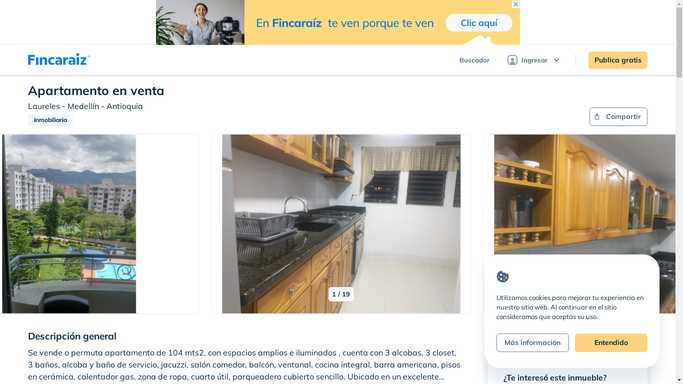 En Fincaraíz te ven porque te ven
Clic aquí
Fincaraiz
Buscador
Ingresar
Publica gratis
Apartamento en venta
Laureles - Medellín - Antioquia
Inmobiliaria
Compartir
1 / 19
Utilizamos cookies para mejorar tu experiencia en
nuestro sitio web. Al continuar en el sitio
consideramos que aceptas su uso.
Más información
Entendido
Descripción general
Se vende o permuta apartamento de 104 mts2, con espacios amplios e iluminados , cuenta con 3 alcobas, 3 closet,
3 baños, alcoba y baño de servicio, jacuzzi, salón comedor, balcón, ventanal, cocina integral, barra americana, pisos
en cerámica, calentador gas, zona de ropa, cuarto útil, parqueadero cubierto sencillo. Ubicado en un excelente...
¿Te interesó este inmueble?